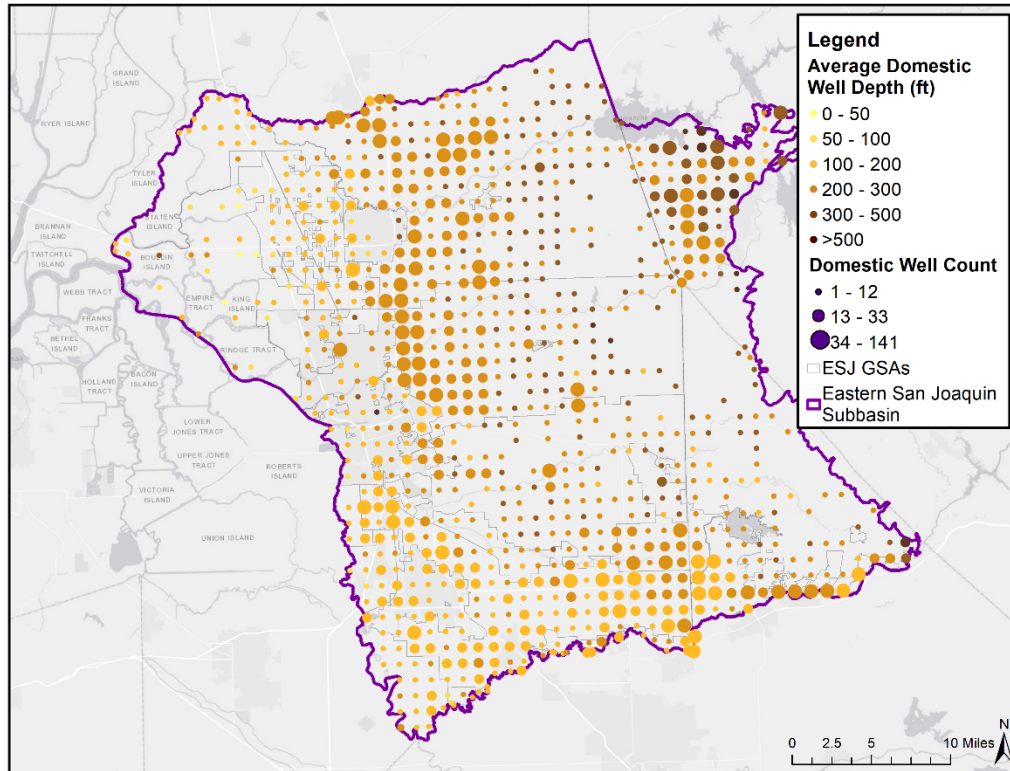 Legend
Average Domestic
Well Depth (ft)
0 - 50
50 - 100
100 - 200
200 - 300
300 - 500
>500
Domestic Well Count
1 - 12
13 - 33
34 - 141
ESJ GSAs
Eastern San Joaquin
Subbasin
GRAND
ISLAND
RYER ISLAND
TYLER
ISLAND
STATEN
ISLAND
BRANNAN
ISLAND
TWITCHELL
ISLAND
BOULDIN
ISLAND
WEBB TRACT
EMPIRE
TRACT
KING
ISLAND
FRANKS
TRACT
BETHEL
ISLAND
RINDGE TRACT
BACON
ISLAND
HOLLAND
TRACT
LOWER
JONES TRACT
UPPER JONES
TRACT
ROBERTS
ISLAND
VICTORIA
ISLAND
UNION ISLAND
N
0 2.5 5 10 Miles